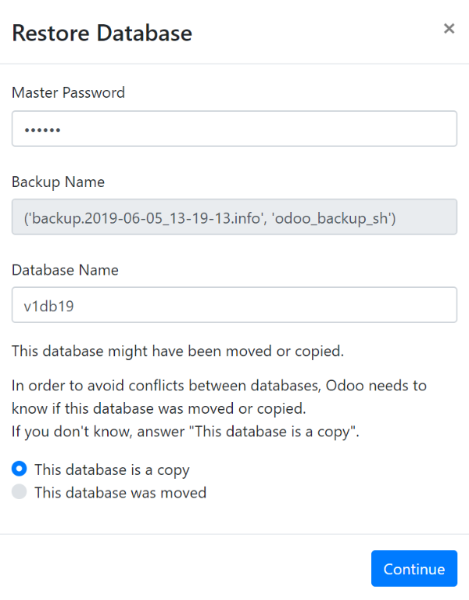 Restore Database
×
Master Password
••••••
Backup Name
('backup.2019-06-05_13-19-13.info', 'odoo_backup_sh')
Database Name
v1db19
This database might have been moved or copied.
In order to avoid conflicts between databases, Odoo needs to
know if this database was moved or copied.
If you don't know, answer "This database is a copy".
This database is a copy
This database was moved
Continue